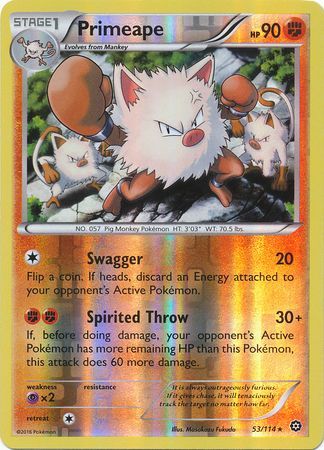 STAGE1
Primeape
HP 90
Evolves from Mankey
NO. 057 Pig Monkey Pokémon HT: 3'03" WT: 70.5 lbs.
Swagger 20
Flip a coin. If heads, discard an Energy attached to
your opponent's Active Pokémon.
Spirited Throw 30+
If, before doing damage, your opponent's Active
Pokémon has more remaining HP than this Pokémon,
this attack does 60 more damage.
weakness resistance
×2
It is always outrageously furious.
If it gives chase, it will tenaciously
track the target no matter how far.
retreat
©2016 Pokémon Illus. Masakazu Fukuda 53/114★